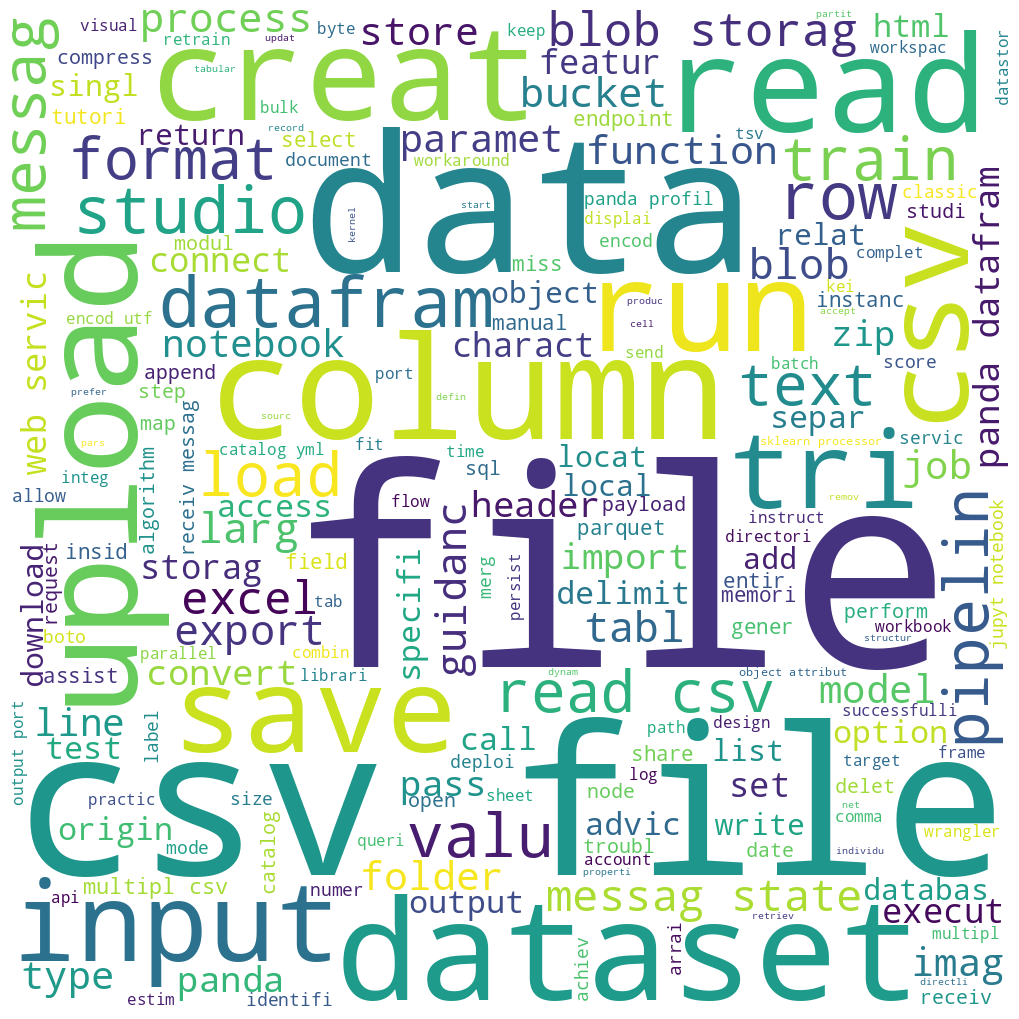 visual
process
byte
store
keep
blob
storag
partit
html
messag
compress
retrain
updat
tabular
creat
featur
read
workspac
datastor
singl
tutori
bulk
record
bucket
endpoint
return
select
paramet
tsv
function
train
format
document
workaround
data
panda profil
row
classic
studi
panda datafram
studio
start
kernel
displai
encod
relat
modul
connect
miss
blob
complet
csv
upload
web servic
datafram
object
run
kei
instanc
produc
encod utf
manual
cell
accept
notebook
charact
send
batch
zip
append
port
prefer
step
column
defin
text
map
sourc
separ
pars
catalog yml
fit
time
sklearn processor
servic
integ
algorithm
receiv messag
load
sql
locat
job
allow
access
flow
header
local
payload
remov
tri
file
larg
guidanc
parquet
instruct
directori
pipelin
jupyt notebook
download
request
insid
storag
field
specifi
merg
persist
import
add
entir
memori
excel
tab
delimit
perform
boto
export
tabl
gener
workbook
structur
parallel
combin
assist
convert
librari
dynam
object attribut
read csv
model
successfulli
save
line
test
label
call
path
design
option
output port
deploi
share
list
frame
csv file
log
target
pass
node
set
delet
practic
size
open
sheet
net
comma
origin
catalog
valu
advic
write
mode
queri
troubl
date
individu
wrangler
account
folder
properti
api
multipl csv
numer
output
messag state
databas
input
retriev
execut
dataset
multipl
type
panda
achiev
arrai
imag
directli
estim
identifi
receiv